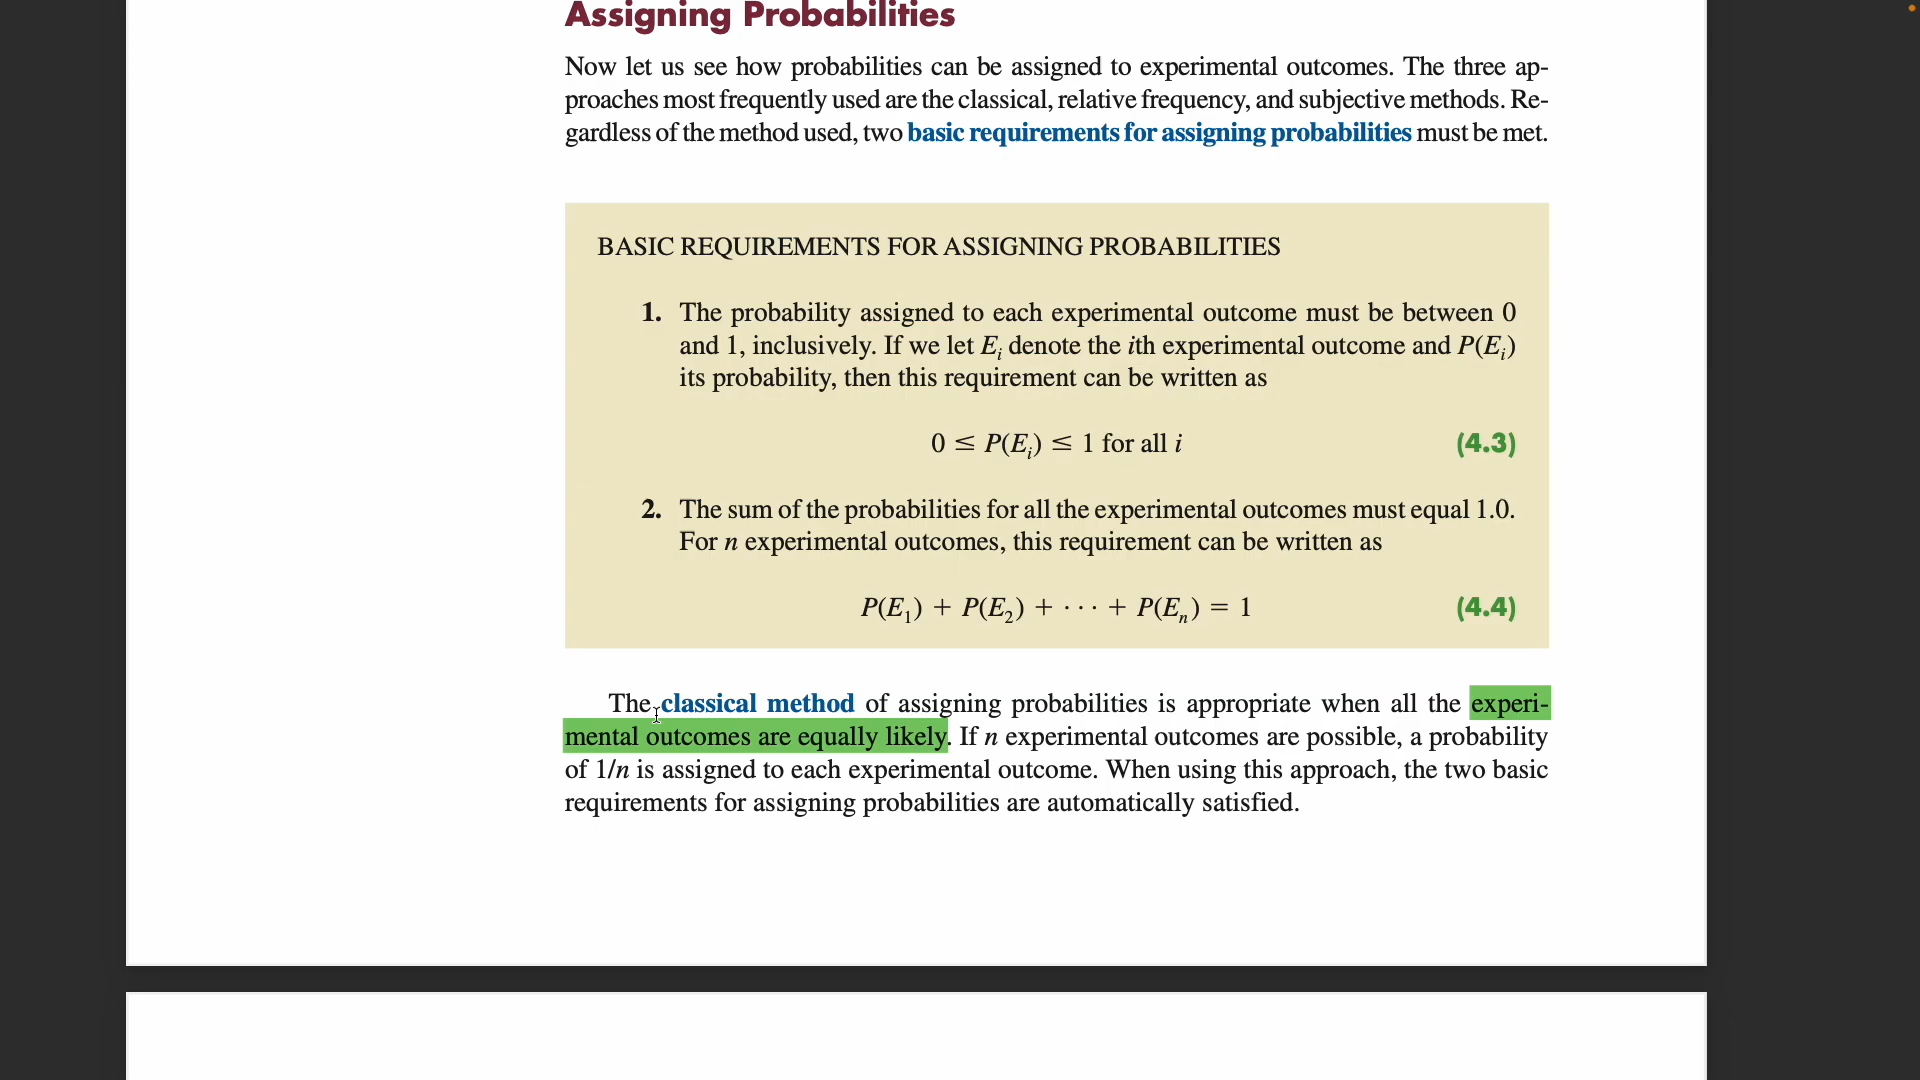 Assigning Probabilities
Now let us see how probabilities can be assigned to experimental outcomes. The three ap-
proaches most frequently used are the classical, relative frequency, and subjective methods. Re-
gardless of the method used, two basic requirements for assigning probabilities must be met.
BASIC REQUIREMENTS FOR ASSIGNING PROBABILITIES
1. The probability assigned to each experimental outcome must be between 0
and 1, inclusively. If we let Eᵢ denote the ith experimental outcome and P(Eᵢ)
its probability, then this requirement can be written as
0 ≤ P(Eᵢ) ≤ 1 for all i (4.3)
2. The sum of the probabilities for all the experimental outcomes must equal 1.0.
For n experimental outcomes, this requirement can be written as
P(E₁) + P(E₂) + · · · + P(Eₙ) = 1 (4.4)
The classical method of assigning probabilities is appropriate when all the experi-
mental outcomes are equally likely. If n experimental outcomes are possible, a probability
of 1/n is assigned to each experimental outcome. When using this approach, the two basic
requirements for assigning probabilities are automatically satisfied.